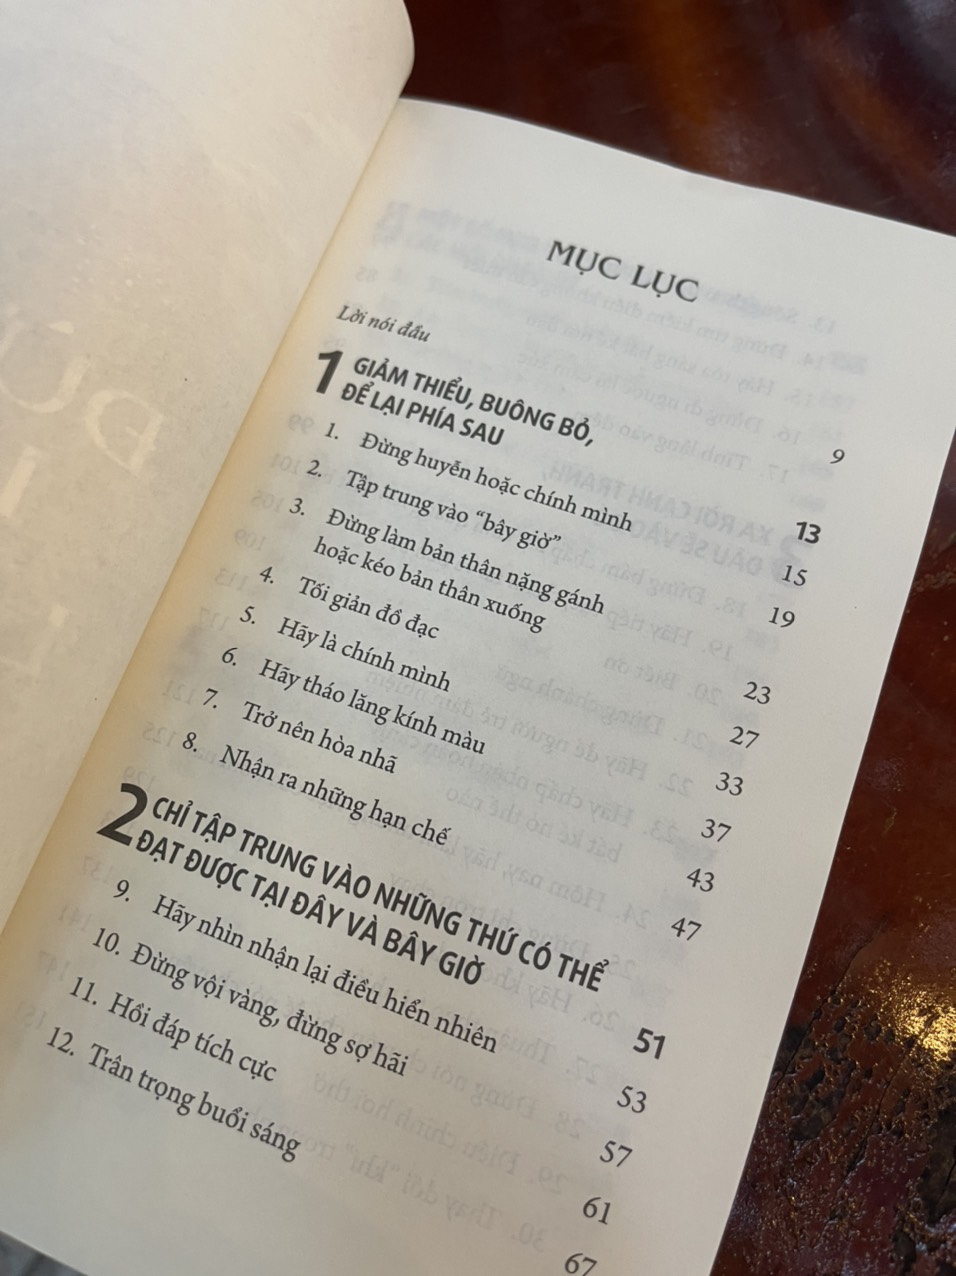 MỤC LỤC
Lời nói đầu 9
1 GIẢM THIỂU, BUÔNG BỎ,
ĐỂ LẠI PHÍA SAU 13
1. Đừng huyễn hoặc chính mình 15
2. Tập trung vào “bây giờ” 19
3. Đừng làm bản thân nặng gánh
hoặc kéo bản thân xuống 23
4. Tối giản đồ đạc 27
5. Hãy là chính mình 33
6. Hãy tháo lăng kính màu 37
7. Trở nên hòa nhã 43
8. Nhận ra những hạn chế 47
2 CHỈ TẬP TRUNG VÀO NHỮNG THỨ CÓ THỂ
ĐẠT ĐƯỢC TẠI ĐÂY VÀ BÂY GIỜ 51
9. Hãy nhìn nhận lại điều hiển nhiên 53
10. Đừng vội vàng, đừng sợ hãi 57
11. Hồi đáp tích cực 61
12. Trân trọng buổi sáng 67